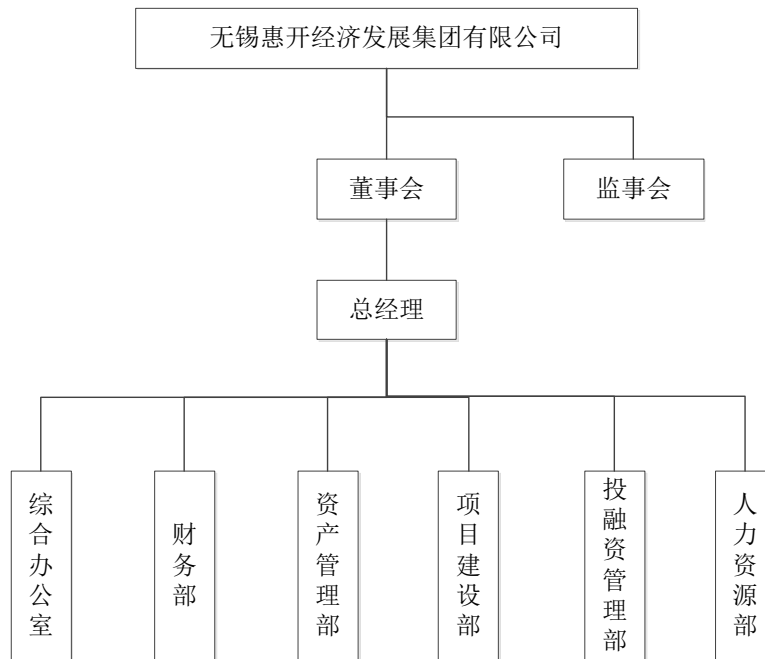 无锡惠开经济发展集团有限公司
董事会
监事会
总经理
综合办公室
财务部
资产管理部
项目建设部
投融资管理部
人力资源部